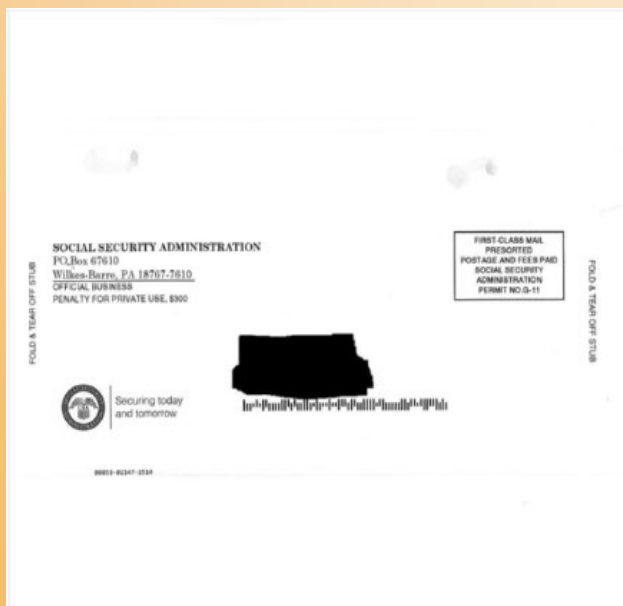 SOCIAL SECURITY ADMINISTRATION
PO Box 67610
Wilkes-Barre, PA 18767-7610
OFFICIAL BUSINESS
PENALTY FOR PRIVATE USE, $300
FIRST-CLASS MAIL
PRESORTED
POSTAGE AND FEES PAID
SOCIAL SECURITY
ADMINISTRATION
PERMIT NO.G-11
FOLD & TEAR OFF STUB
FOLD & TEAR OFF STUB
Securing today
and tomorrow